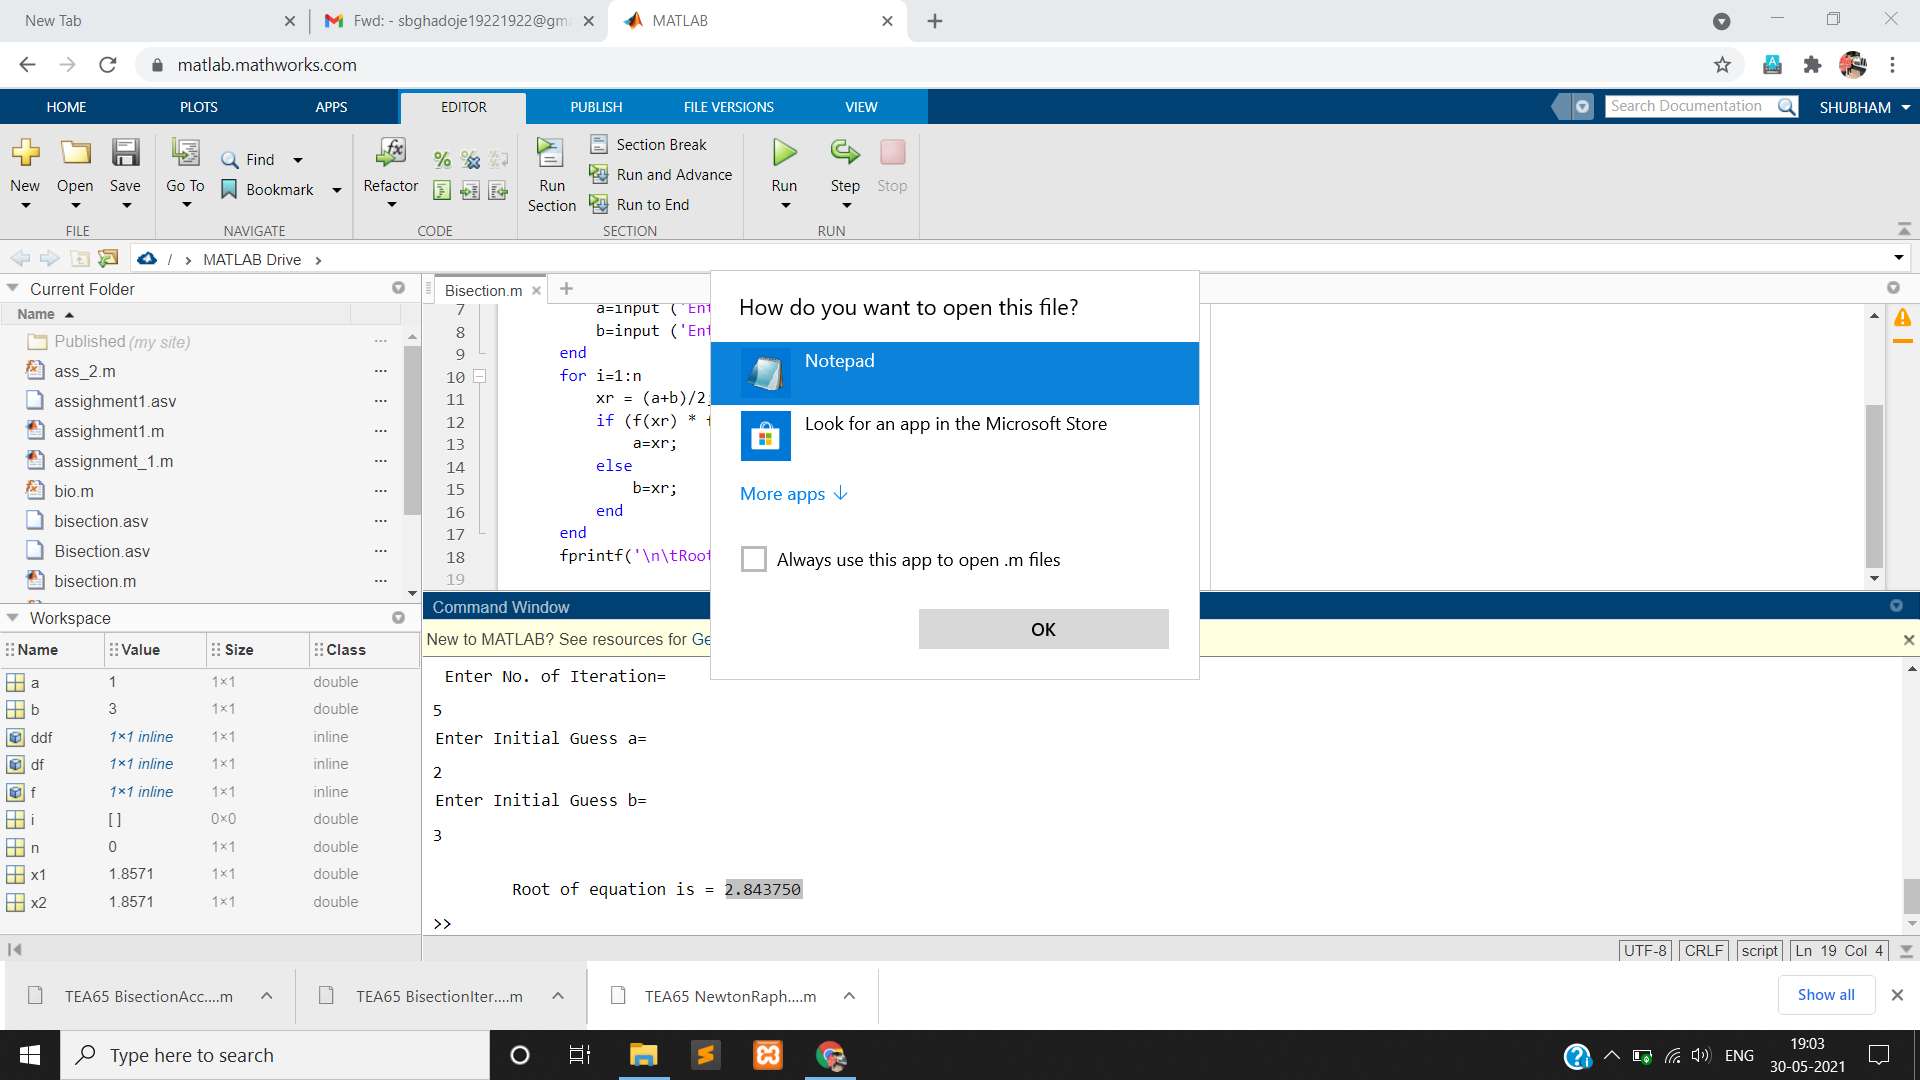 New Tab
Fwd: - sbghadoje19221922@gm
MATLAB
matlab.mathworks.com
HOME PLOTS APPS EDITOR PUBLISH FILE VERSIONS VIEW
Search Documentation
SHUBHAM
New
Open
Save
FILE
Go To
Find
Bookmark
NAVIGATE
Refactor
CODE
Run Section
Section Break
Run and Advance
Run to End
SECTION
Run
Step
Stop
RUN
/ > MATLAB Drive >
Current Folder
Name
Published (my site)
ass_2.m
assighment1.asv
assighment1.m
assignment_1.m
bio.m
bisection.asv
Bisection.asv
bisection.m
Workspace
Name Value Size Class
a 1 1×1 double
b 3 1×1 double
ddf 1×1 inline 1×1 inline
df 1×1 inline 1×1 inline
f 1×1 inline 1×1 inline
i [ ] 0×0 double
n 0 1×1 double
x1 1.8571 1×1 double
x2 1.8571 1×1 double
Bisection.m
7 a=input ('Ent
8 b=input ('Ent
9 end
10 for i=1:n
11 xr = (a+b)/2;
12 if (f(xr) * f
13 a=xr;
14 else
15 b=xr;
16 end
17 end
18 fprintf('\n\tRoot
19
How do you want to open this file?
Notepad
Look for an app in the Microsoft Store
More apps
Always use this app to open .m files
OK
Command Window
New to MATLAB? See resources for Ge
Enter No. of Iteration=
5
Enter Initial Guess a=
2
Enter Initial Guess b=
3
Root of equation is = 2.843750
>>
UTF-8 CRLF script Ln 19 Col 4
TEA65 BisectionAcc....m
TEA65 BisectionIter....m
TEA65 NewtonRaph....m
Show all
Type here to search
ENG
19:03
30-05-2021